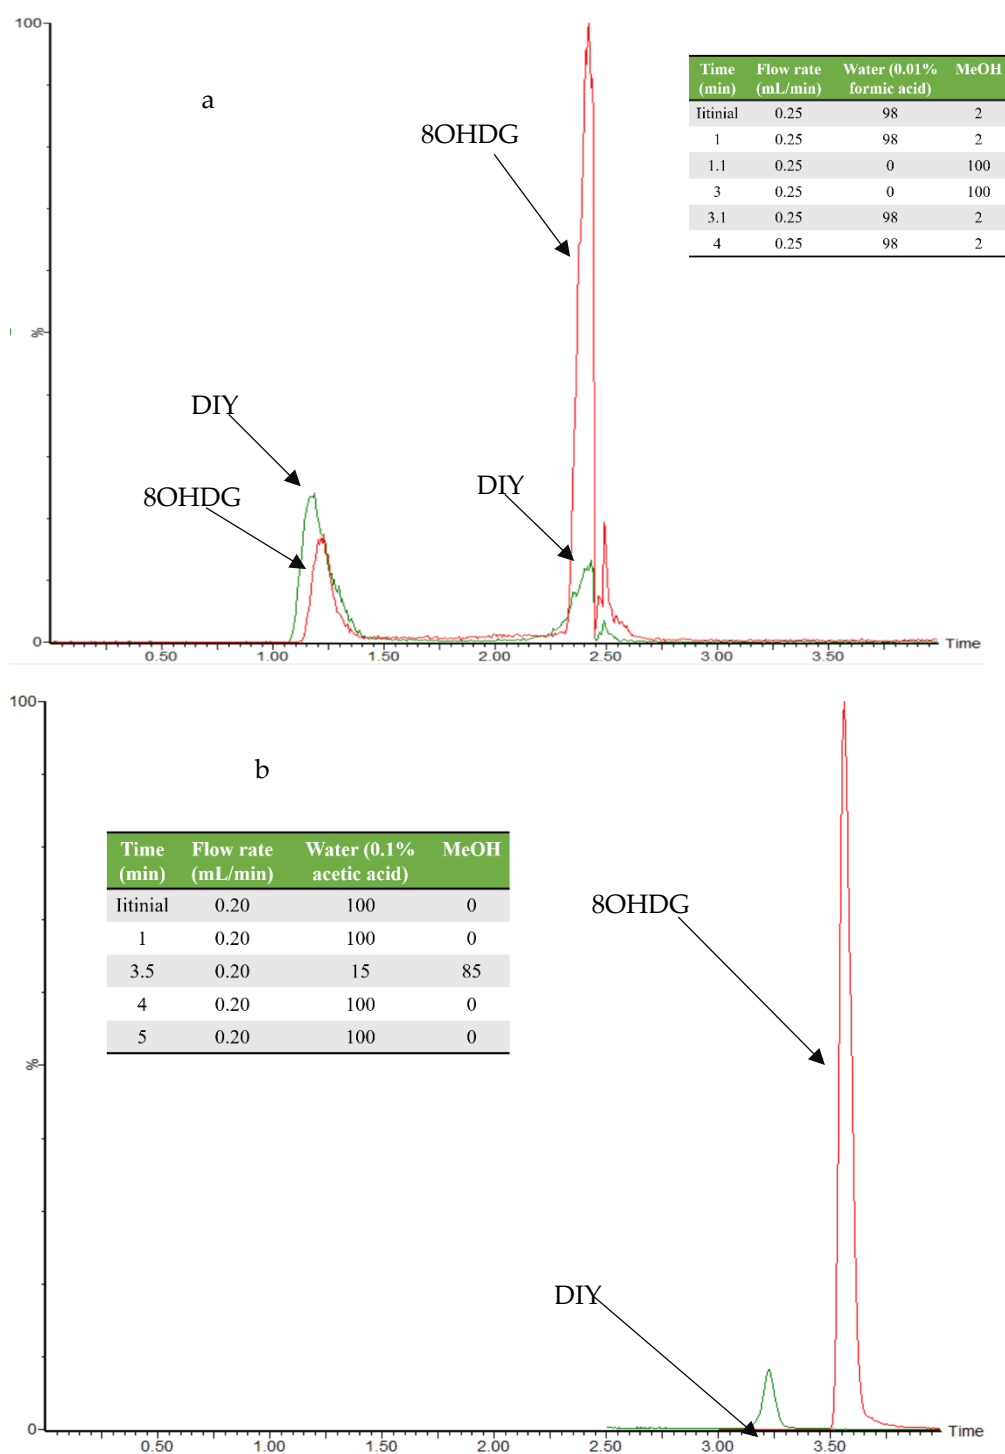 100
a
8OHDG
Time (min) Flow rate (mL/min) Water (0.01% formic acid) MeOH
Iitinial 0.25 98 2
1 0.25 98 2
1.1 0.25 0 100
3 0.25 0 100
3.1 0.25 98 2
4 0.25 98 2
%
DIY
8OHDG
DIY
0
0.50 1.00 1.50 2.00 2.50 3.00 3.50
Time
100
b
Time (min) Flow rate (mL/min) Water (0.1% acetic acid) MeOH
Iitinial 0.20 100 0
1 0.20 100 0
3.5 0.20 15 85
4 0.20 100 0
5 0.20 100 0
8OHDG
%
DIY
0
0.50 1.00 1.50 2.00 2.50 3.00 3.50
Time